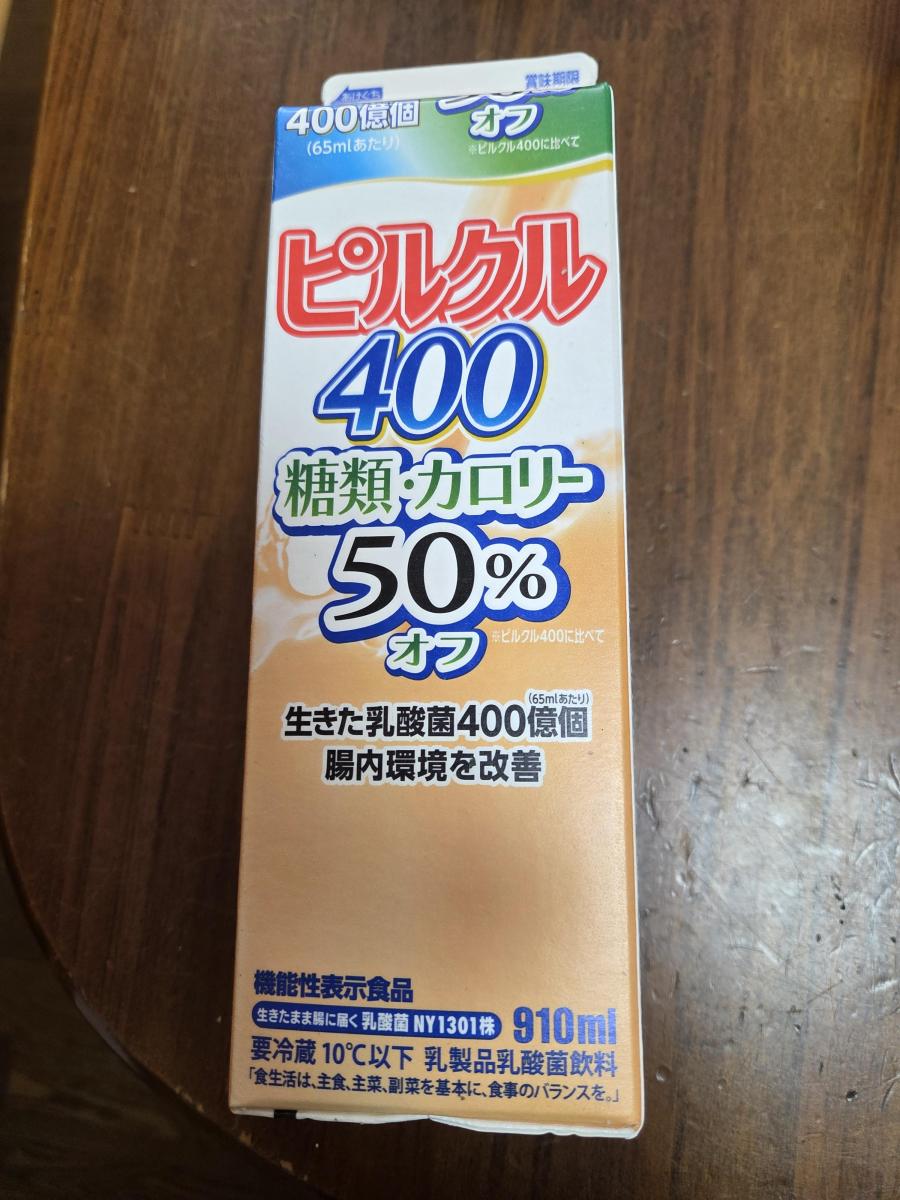 あけくち
賞味期限
400億個
(65mlあたり)
オフ
※ピルクル400に比べて
ピルクル
400
糖類・カロリー
50%
オフ
※ピルクル400に比べて
(65mlあたり)
生きた乳酸菌400億個
腸内環境を改善
機能性表示食品
生きたまま腸に届く 乳酸菌 NY1301株
910ml
要冷蔵 10℃以下 乳製品乳酸菌飲料
「食生活は、主食、主菜、副菜を基本に、食事のバランスを。」